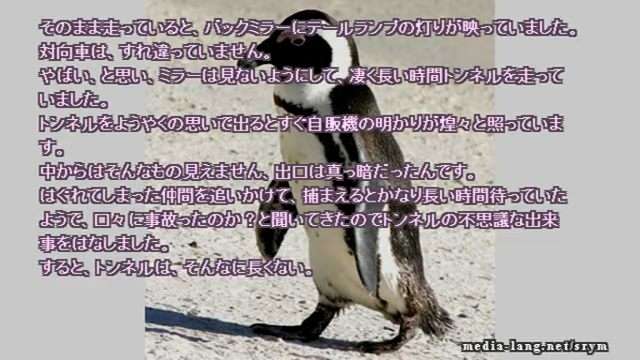 そのまま走っていると、バックミラーにテールランプの灯りが映っていました。
対向車は、すれ違っていません。
やばい、と思い、ミラーは見ないようにして、凄く長い時間トンネルを走って
いました。
トンネルをようやくの思いで出るとすぐ自販機の明かりが煌々と照っていま
す。
中からはそんなもの見えません、出口は真っ暗だったんです。
はぐれてしまった仲間を追いかけて、捕まえるとかなり長い時間待っていた
ようで、口々に事故ったのか？と聞いてきたのでトンネルの不思議な出来
事をはなしました。
すると、トンネルは、そんなに長くない。
media-lang.net/srym